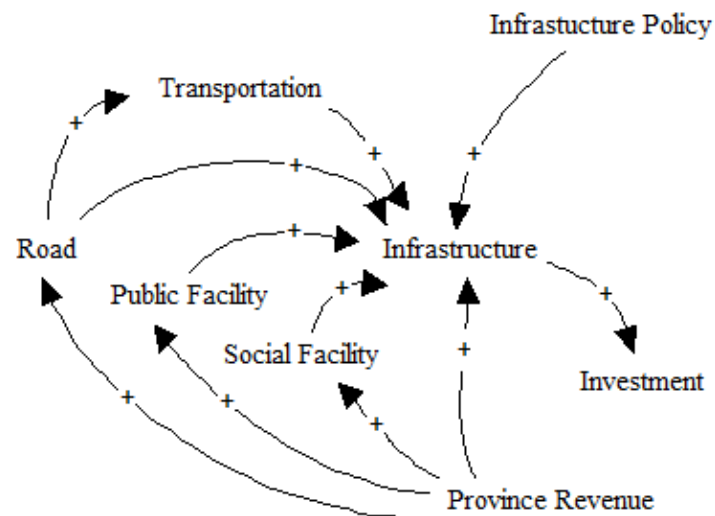 Infrastucture Policy
Transportation
+
+
+
+
Road
+
Infrastructure
Public Facility
+
+
Social Facility
+
Investment
+
+
+
Province Revenue